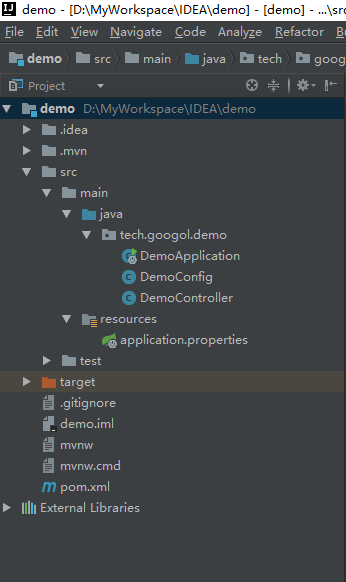 demo - [D:\MyWorkspace\IDEA\demo] - [demo] - ...\src
File Edit View Navigate Code Analyze Refactor
demo src main java tech goog
Project
demo D:\MyWorkspace\IDEA\demo
.idea
.mvn
src
main
java
tech.googol.demo
DemoApplication
DemoConfig
DemoController
resources
application.properties
test
target
.gitignore
demo.iml
mvnw
mvnw.cmd
pom.xml
External Libraries